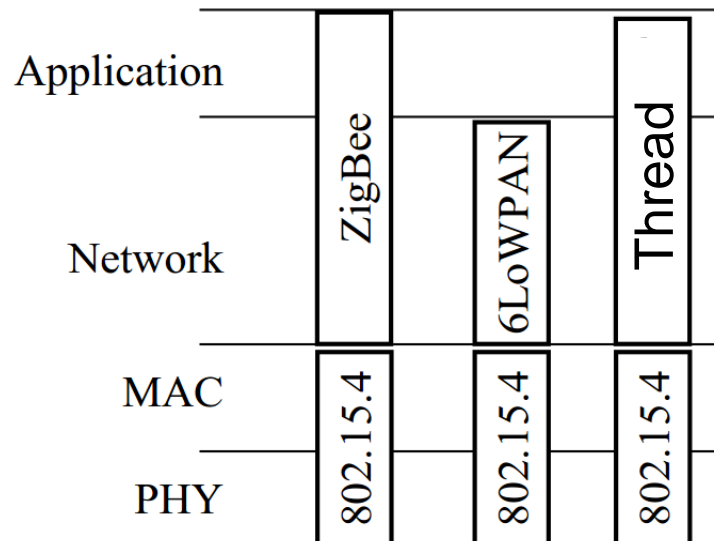 Application
Network
MAC
PHY
ZigBee
802.15.4
6LoWPAN
802.15.4
Thread
802.15.4